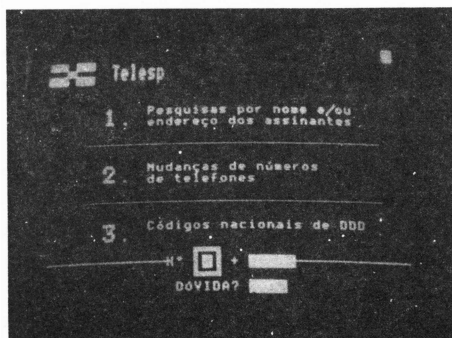 Telesp
1. Pesquisas por nome e/ou
endereço dos assinantes
2. Mudanças de números
de telefones
3. Códigos nacionais de DDD
Nº +
DÚVIDA?